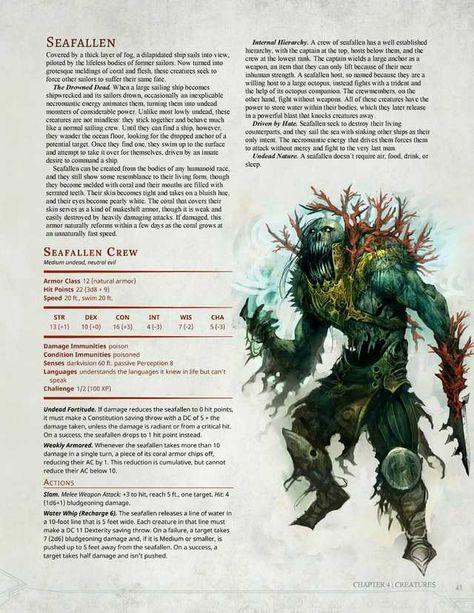 SEAFALLEN
Covered by a thick layer of fog, a dilapidated ship sails into view,
piloted by the lifeless bodies of former sailors. Now turned into
grotesque meldings of coral and flesh, these creatures seek to
force other sailors to suffer their same fate.
The Drowned Dead. When a large sailing ship becomes
shipwrecked and its sailors drown, occasionally an inexplicable
necromantic energy animates them, turning them into undead
monsters of considerable power. Unlike most lowly undead, these
creatures are not mindless: they stick together and behave much
like a normal sailing crew. Until they can find a ship, however,
they wander the ocean floor, looking for the dropped anchor of a
potential target. Once they find one, they swim up to the surface
and attempt to take it over for themselves, driven by an innate
desire to command a ship.
Seafallen can be created from the bodies of any humanoid race,
and they still show some resemblance to their living form, though
they become melded with coral and their mouths are filled with
serrated teeth. Their skin becomes tight and takes on a bluish hue,
and their eyes become pearly white. The coral that covers their
skin serves as a kind of makeshift armor, though it is weak and
easily destroyed by heavily damaging attacks. If damaged, this
armor naturally reforms within a few days as the coral grows at
an unnaturally fast speed.
SEAFALLEN CREW
Medium undead, neutral evil
Armor Class 12 (natural armor)
Hit Points 22 (3d8 + 9)
Speed 20 ft., swim 20 ft.
STR DEX CON INT WIS CHA
13 (+1) 10 (+0) 16 (+3) 4 (-3) 7 (-2) 5 (-3)
Damage Immunities poison
Condition Immunities poisoned
Senses darkvision 60 ft. passive Perception 8
Languages understands the languages it knew in life but can't
speak
Challenge 1/2 (100 XP)
Undead Fortitude. If damage reduces the seafallen to 0 hit points,
it must make a Constitution saving throw with a DC of 5 + the
damage taken, unless the damage is radiant or from a critical hit.
On a success, the seafallen drops to 1 hit point instead.
Weakly Armored. Whenever the seafallen takes more than 10
damage in a single turn, a piece of its coral armor chips off,
reducing their AC by 1. This reduction is cumulative, but cannot
reduce their AC below 10.
ACTIONS
Slam. Melee Weapon Attack: +3 to hit, reach 5 ft., one target. Hit: 4
(1d6+1) bludgeoning damage.
Water Whip (Recharge 6). The seafallen releases a line of water in
a 10-foot line that is 5 feet wide. Each creature in that line must
make a DC 11 Dexterity saving throw. On a failure, a target takes
7 (2d6) bludgeoning damage and, if it is Medium or smaller, is
pushed up to 5 feet away from the seafallen. On a success, a
target takes half damage and isn't pushed.
Internal Hierarchy. A crew of seafallen has a well established
hierarchy, with the captain at the top, hosts below them, and the
crew at the lowest rank. The captain wields a large anchor as a
weapon, an item that they can only lift because of their near
inhuman strength. A seafallen host, so named because they are a
willing host to a large octopus, instead fights with a trident and
the help of its octopus companion. The crewmembers, on the
other hand, fight without weapons. All of these creatures have the
power to store water within their bodies, which they later release
in a powerful blast that knocks creatures away.
Driven by Hate. Seafallen seek to destroy their living
counterparts, and they sail the sea with sinking other ships as their
only intent. The necromantic energy that drives them forces them
to attack without mercy and fight to the very last man.
Undead Nature. A seafallen doesn't require air, food, drink, or
sleep.
CHAPTER 4 | CREATURES